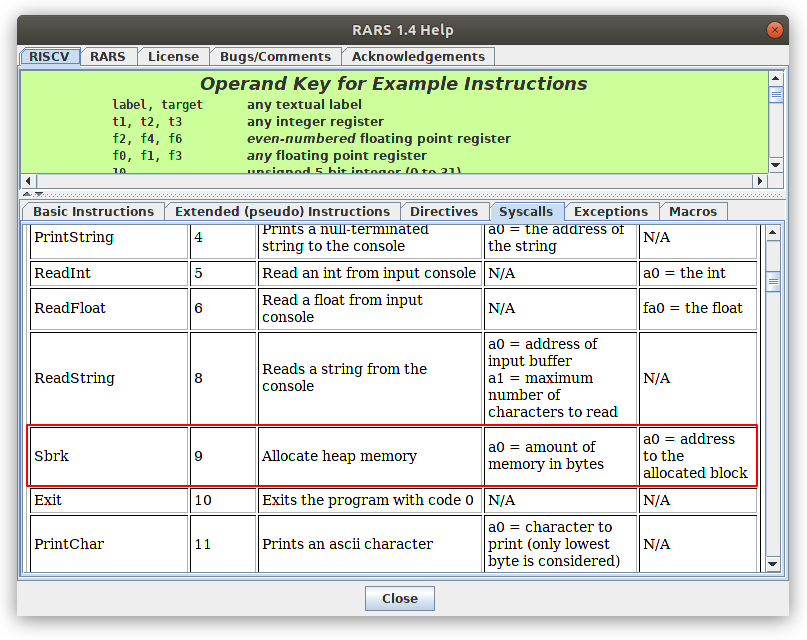 RARS 1.4 Help
RISCV RARS License Bugs/Comments Acknowledgements
Operand Key for Example Instructions
label, target any textual label
t1, t2, t3 any integer register
f2, f4, f6 even-numbered floating point register
f0, f1, f3 any floating point register
10 unsigned 5-bit integer (0 to 31)
Basic Instructions Extended (pseudo) Instructions Directives Syscalls Exceptions Macros
PrintString 4 Prints a null-terminated string to the console a0 = the address of the string N/A
ReadInt 5 Read an int from input console N/A a0 = the int
ReadFloat 6 Read a float from input console N/A fa0 = the float
ReadString 8 Reads a string from the console a0 = address of input buffer a1 = maximum number of characters to read N/A
Sbrk 9 Allocate heap memory a0 = amount of memory in bytes a0 = address to the allocated block
Exit 10 Exits the program with code 0 N/A N/A
PrintChar 11 Prints an ascii character a0 = character to print (only lowest byte is considered) N/A
Close